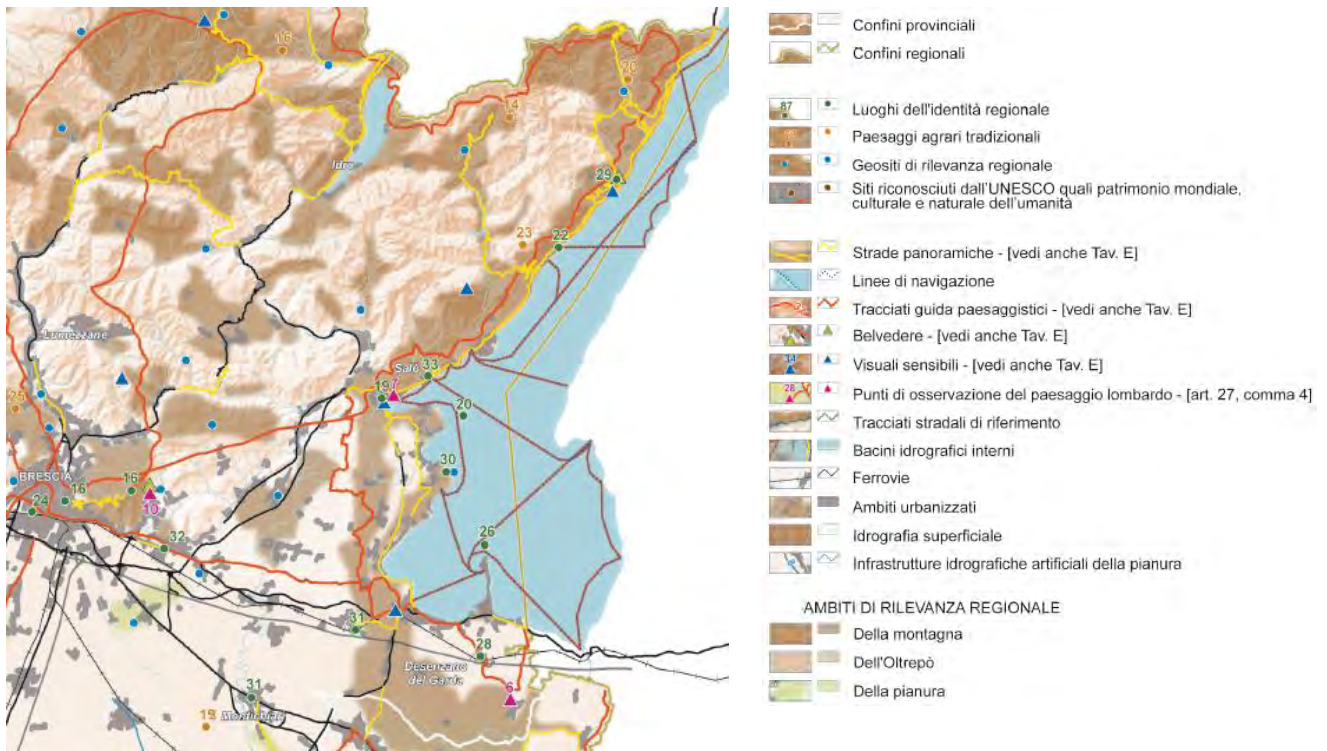 16
20
14
Idro
29
23
22
Lumezzane
Salò
33
7
19
20
25
30
BRESCIA
16
16
10
24
26
32
31
28
Desenzano
del Garda
6
31
15
Confini provinciali
Confini regionali
87
Luoghi dell'identità regionale
Paesaggi agrari tradizionali
Geositi di rilevanza regionale
Siti riconosciuti dall'UNESCO quali patrimonio mondiale,
culturale e naturale dell'umanità
Strade panoramiche - [vedi anche Tav. E]
Linee di navigazione
Tracciati guida paesaggistici - [vedi anche Tav. E]
Belvedere - [vedi anche Tav. E]
34
Visuali sensibili - [vedi anche Tav. E]
28
Punti di osservazione del paesaggio lombardo - [art. 27, comma 4]
Tracciati stradali di riferimento
Bacini idrografici interni
Ferrovie
Ambiti urbanizzati
Idrografia superficiale
Infrastrutture idrografiche artificiali della pianura
AMBITI DI RILEVANZA REGIONALE
Della montagna
Dell'Oltrepò
Della pianura